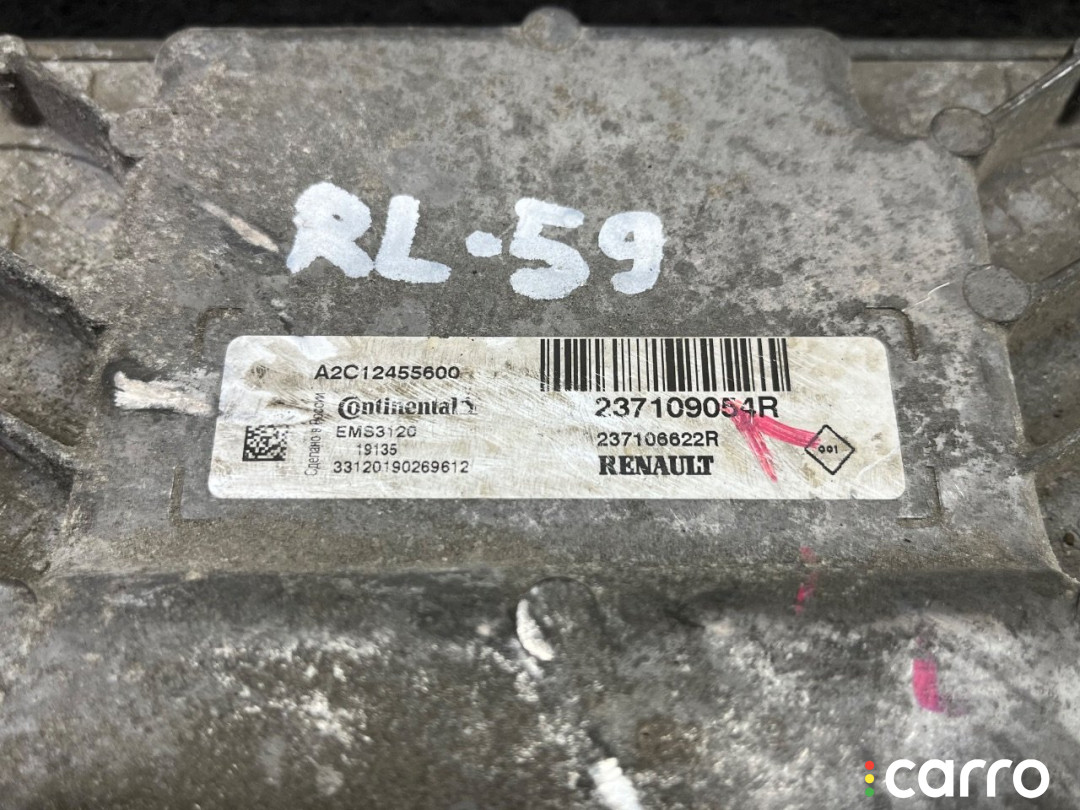 RL-59
A2C12455600
Continental
EMS3120
19135
33120190269612
Сделано в России
237109054R
237106622R
RENAULT
001
carro